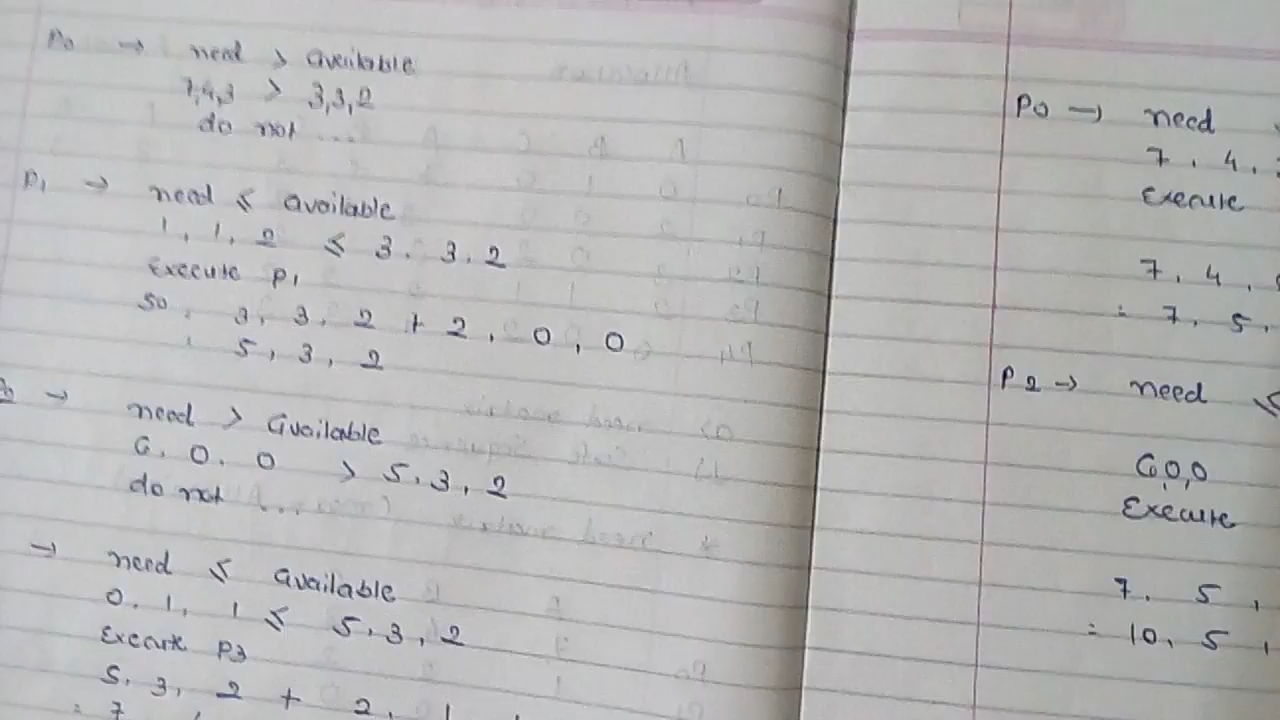 P0 → need > available
7,4,3 > 3,3,2
do not ...
P1 → need ≤ available
1, 1, 2 ≤ 3. 3. 2
Execute P1
so, 3, 3, 2 + 2, 0, 0
, 5, 3, 2
→ need > available
6. 0. 0 > 5,3,2
do not
→ need ≤ available
0. 1, 1 ≤ 5,3,2
Execute P3
5, 3, 2 + 2, 1
= 7
P0 → need
7, 4,
Execute
7, 4,
= 7, 5,
P2 → need ≤
6,0,0
Execute
7, 5,
= 10, 5,